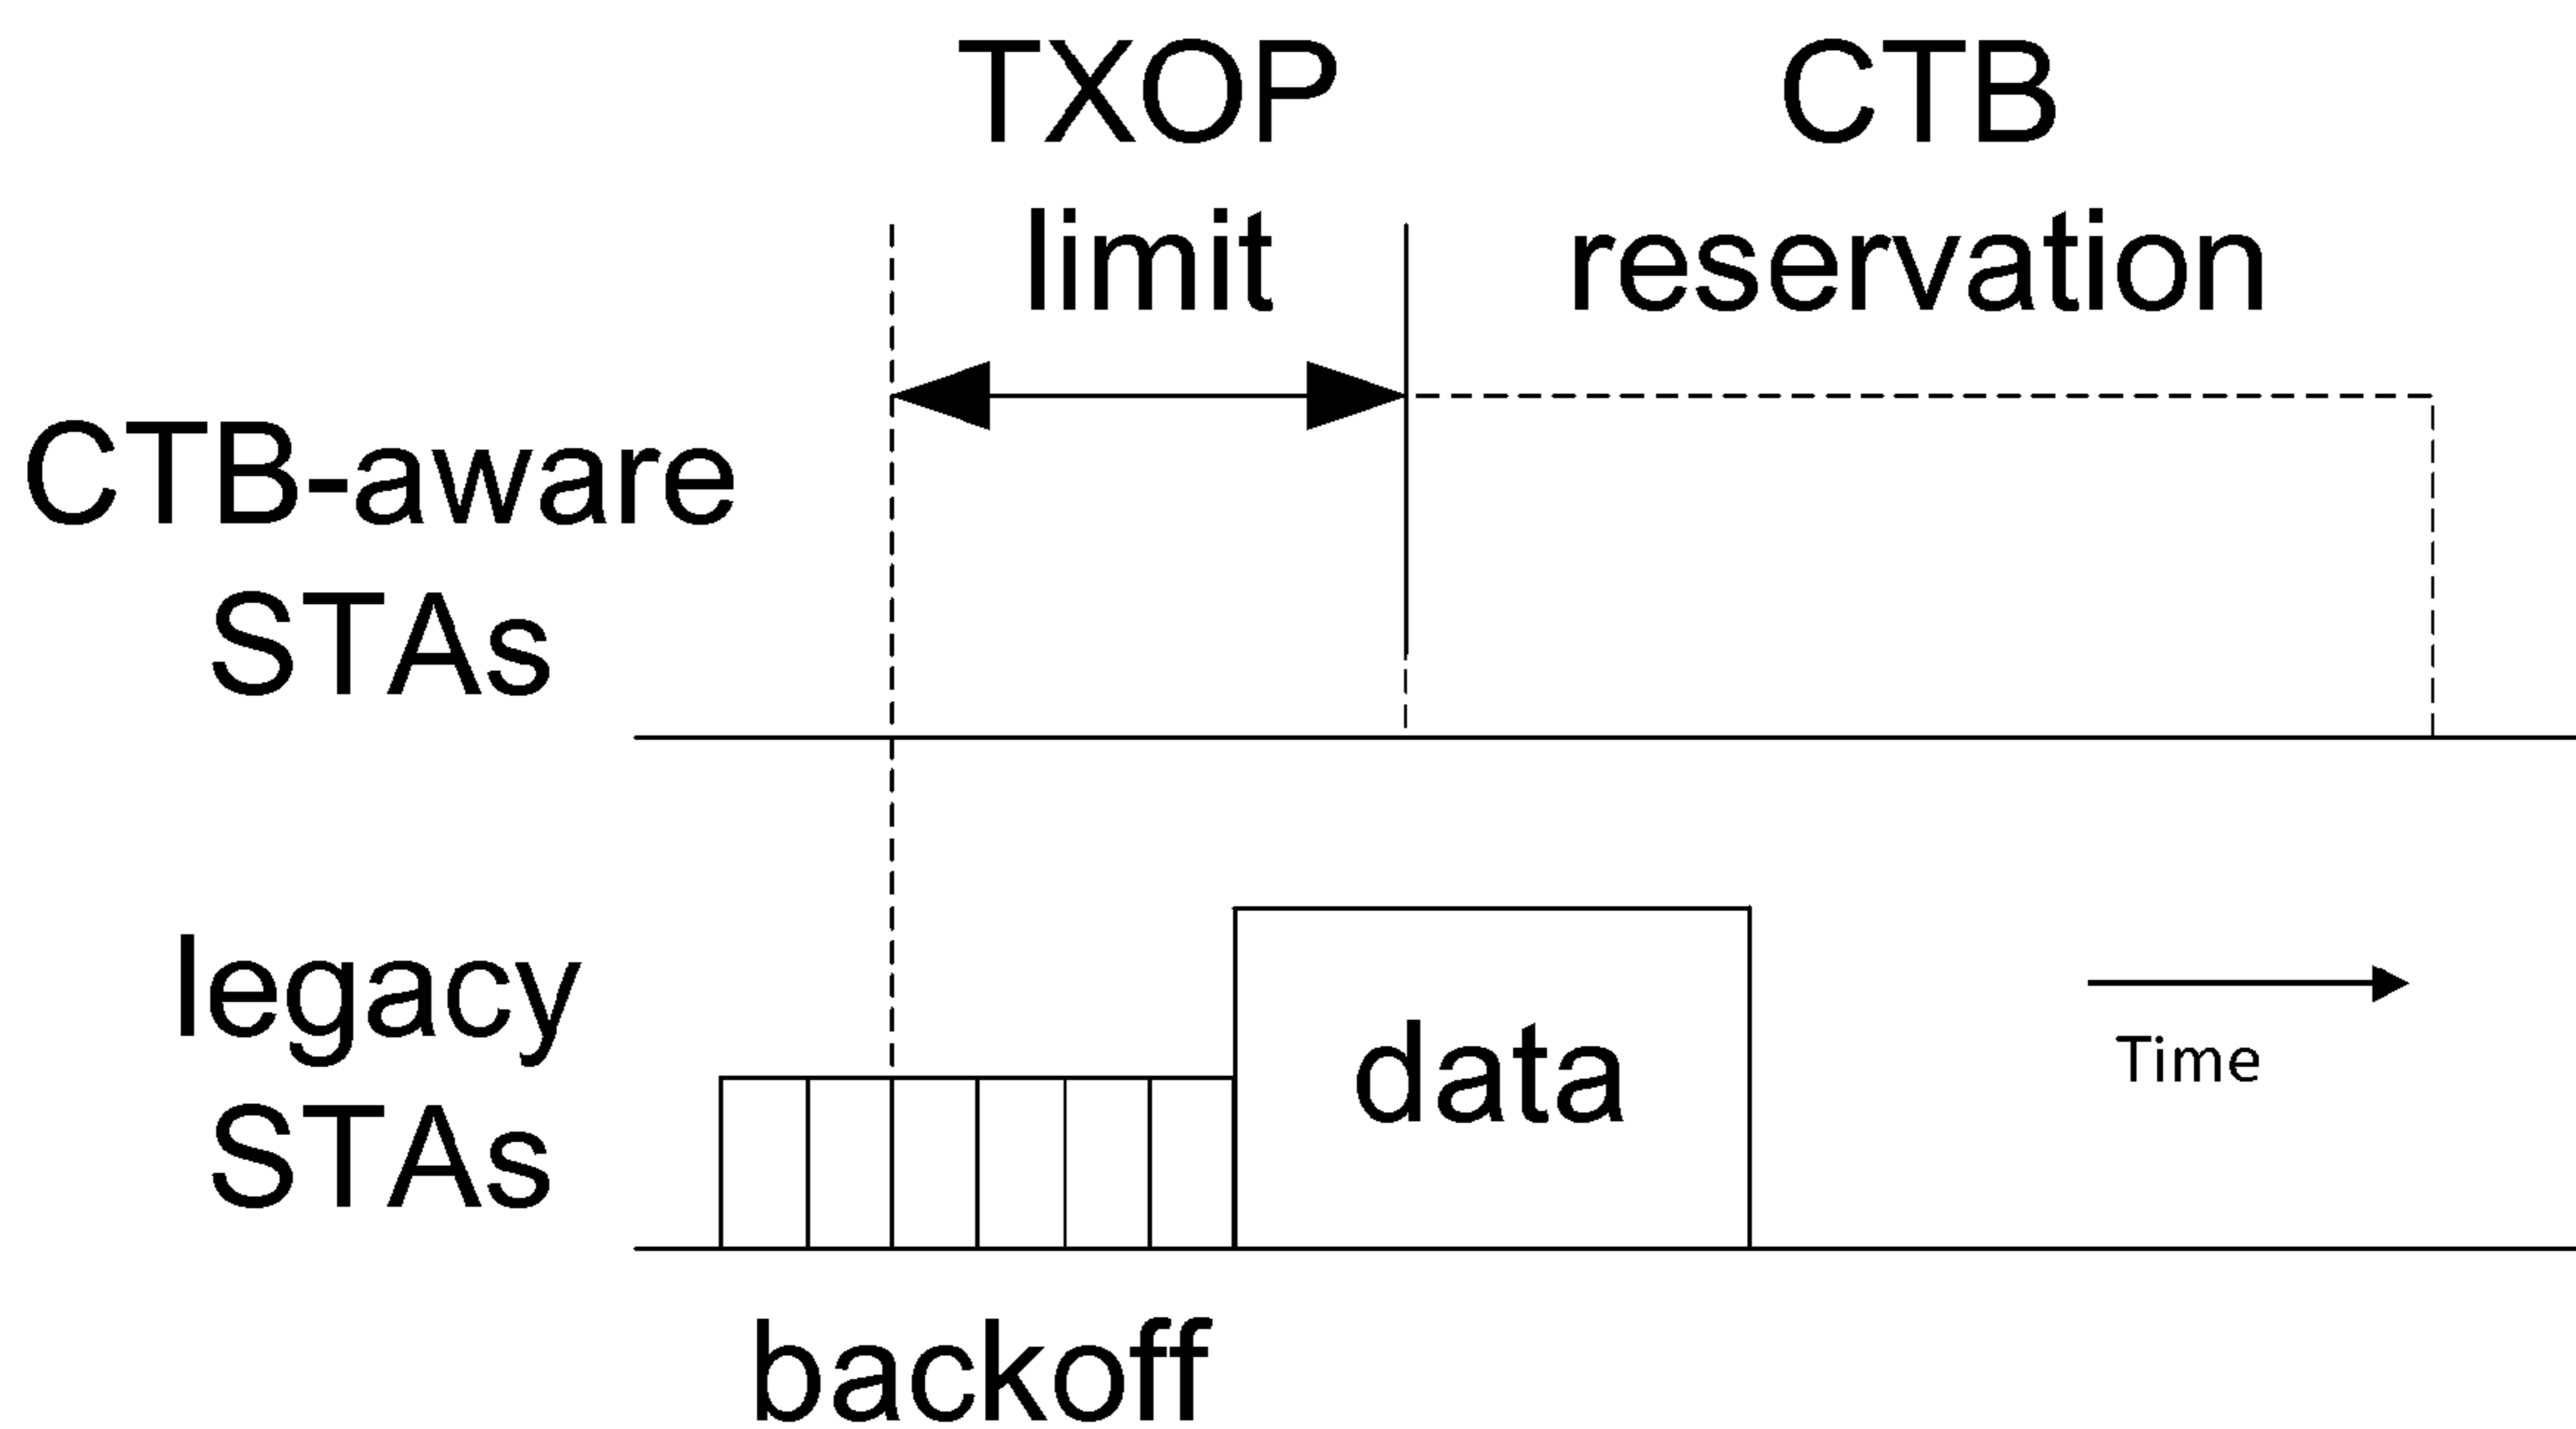 TXOP
limit
CTB
reservation
CTB-aware
STAs
legacy
STAs
data
Time
backoff